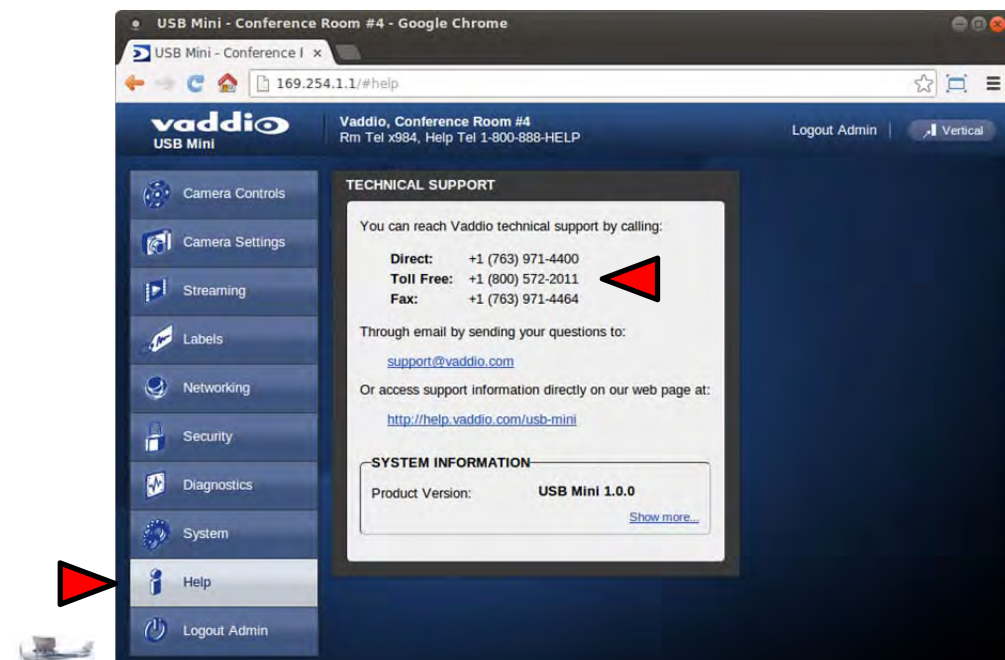 USB Mini - Conference Room #4 - Google Chrome
USB Mini - Conference I
169.254.1.1/#help
vaddio
USB Mini
Vaddio, Conference Room #4
Rm Tel x984, Help Tel 1-800-888-HELP
Logout Admin
Vertical
Camera Controls
Camera Settings
Streaming
Labels
Networking
Security
Diagnostics
System
Help
Logout Admin
TECHNICAL SUPPORT
You can reach Vaddio technical support by calling:
Direct: +1 (763) 971-4400
Toll Free: +1 (800) 572-2011
Fax: +1 (763) 971-4464
Through email by sending your questions to:
support@vaddio.com
Or access support information directly on our web page at:
http://help.vaddio.com/usb-mini
SYSTEM INFORMATION
Product Version: USB Mini 1.0.0
Show more...